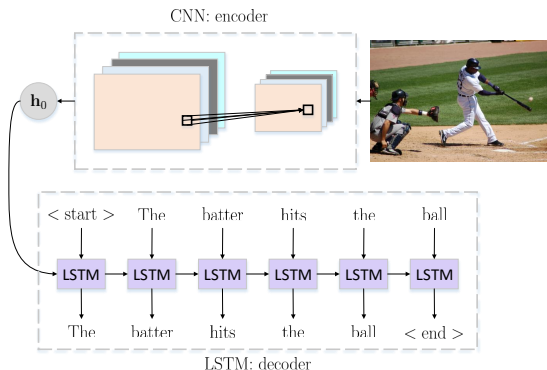 CNN: encoder
h0
< start > The batter hits the ball
LSTM LSTM LSTM LSTM LSTM LSTM
The batter hits the ball < end >
LSTM: decoder